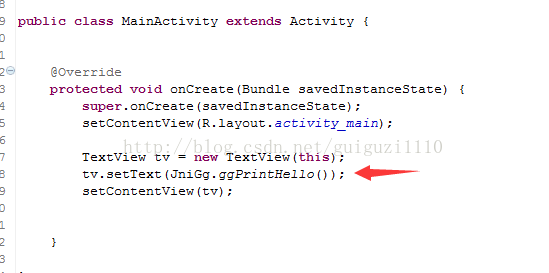 8
9 public class MainActivity extends Activity {
0
1
2 @Override
3 protected void onCreate(Bundle savedInstanceState) {
4 super.onCreate(savedInstanceState);
5 setContentView(R.layout.activity_main);
6 http://blog.csdn.net/guiguzi1110
7 TextView tv = new TextView(this);
8 tv.setText(JniGg.ggPrintHello());
9 setContentView(tv);
0
1
2 }
3